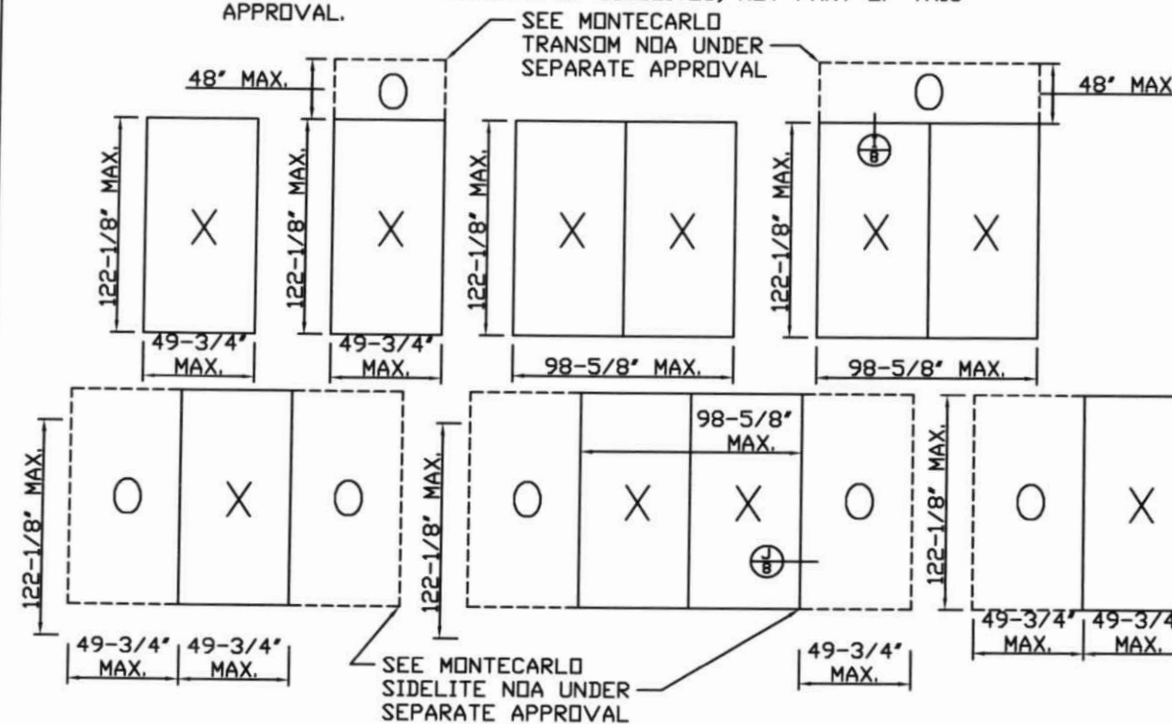 APPROVAL.
SEE MONTECARLO
TRANSOM NOA UNDER
SEPARATE APPROVAL
48" MAX.
O
O
48" MAX
122-1/8" MAX.
X
122-1/8" MAX.
X
122-1/8" MAX.
X
X
122-1/8" MAX.
B
X
X
49-3/4"
MAX.
49-3/4"
MAX.
98-5/8" MAX.
98-5/8" MAX.
122-1/8" MAX.
O
X
O
122-1/8" MAX.
98-5/8"
MAX.
O
X
X
O
J
B
122-1/8" MAX.
O
X
49-3/4"
MAX.
49-3/4"
MAX.
SEE MONTECARLO
SIDELITE NOA UNDER
SEPARATE APPROVAL
49-3/4"
MAX.
49-3/4"
MAX.
49-3/4
MAX.